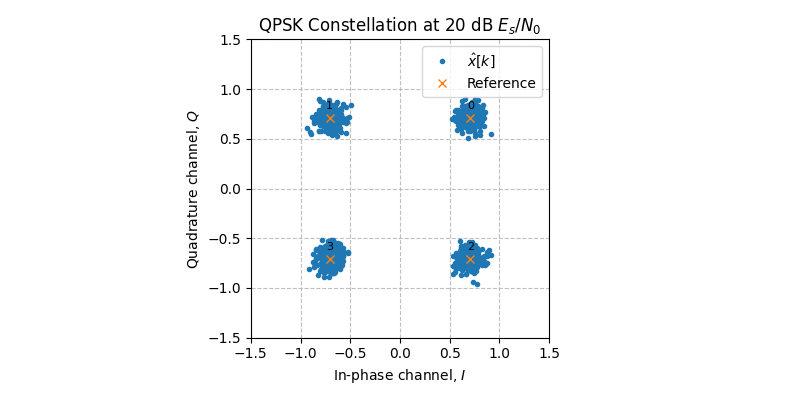 QPSK Constellation at 20 dB $E_s/N_0$
1.5
1.0
0.5
0.0
−0.5
−1.0
−1.5
Quadrature channel, Q
x̂[k]
Reference
1
0
3
2
−1.5 −1.0 −0.5 0.0 0.5 1.0 1.5
In-phase channel, I